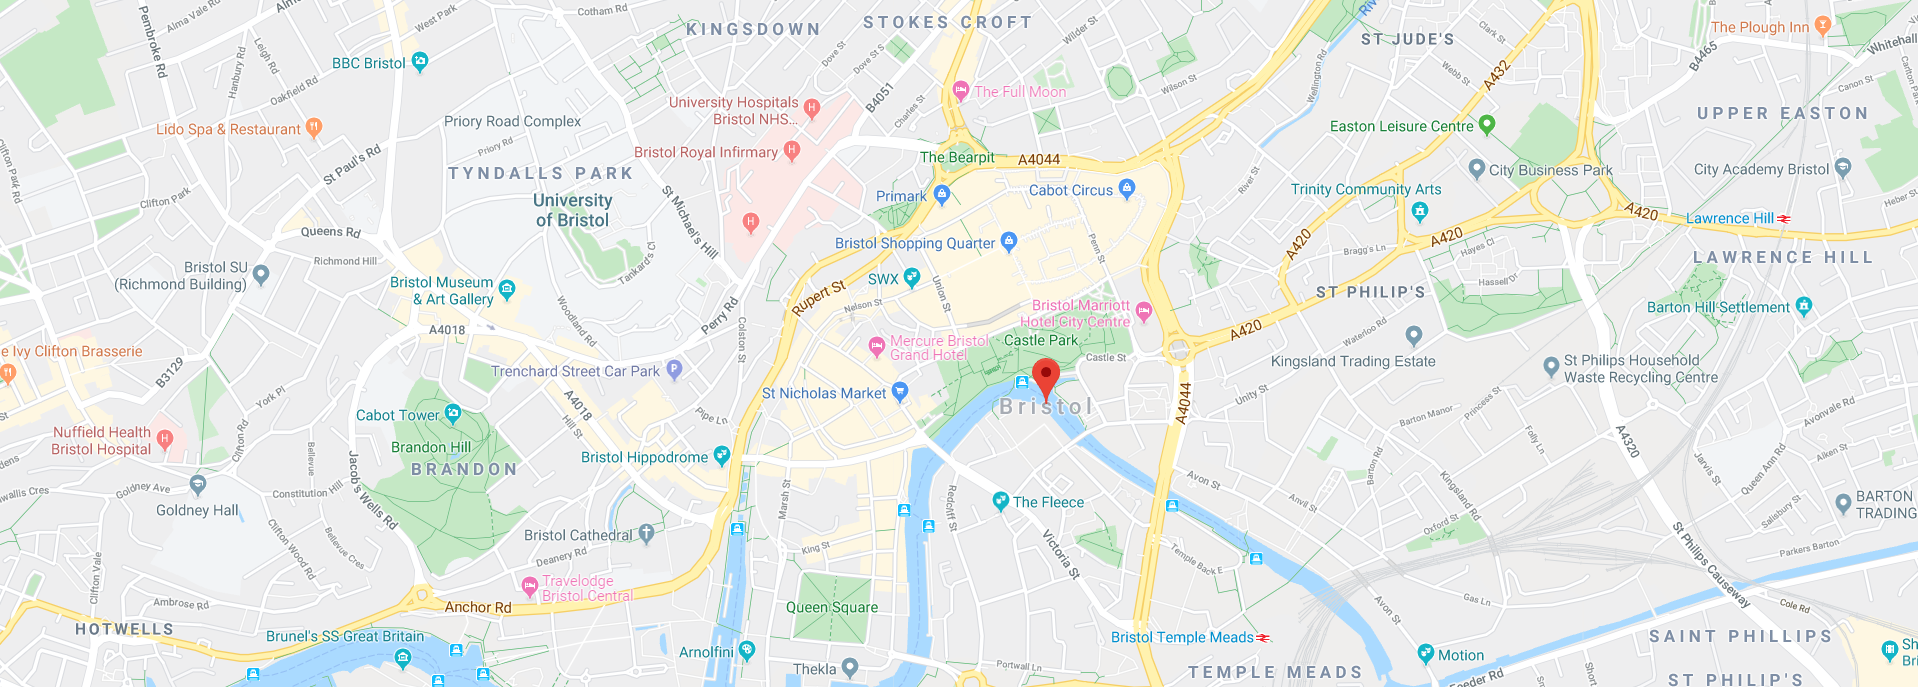 KINGSDOWN
STOKES CROFT
ST JUDE'S
The Plough Inn
Whitehall
B4465
Cotham Rd
West Park
Alma Vale Rd
Pembroke Rd
Leigh Rd
Hanbury Rd
Oakfield Rd
BBC Bristol
Dove St
Dove St S
Wilder St
Wilson St
Wellington Rd
Webb St
Clark St
A432
Canon St
Carlton Park
B4051
Charles St
The Full Moon
University Hospitals
Bristol NHS...
Lido Spa & Restaurant
Priory Road Complex
Priory Rd
St Paul's Rd
Clifton Park
Clifton Park Rd
TYNDALLS PARK
University
of Bristol
Bristol Royal Infirmary
The Bearpit
A4044
Easton Leisure Centre
UPPER EASTON
City Business Park
City Academy Bristol
Trinity Community Arts
River St
Heber St
Primark
Cabot Circus
Lawrence Hill
A420
A420
A420
Hayes Cl
Bragg's Ln
LAWRENCE HILL
Queens Rd
Richmond Hill
St Michael's Hill
Tankard's Cl
Bristol Shopping Quarter
Penn St
Bristol SU
(Richmond Building)
Bristol Museum
& Art Gallery
SWX
Union St
Nelson St
Rupert St
Perry Rd
Colston St
Woodland Rd
A4018
ST PHILIP'S
Hassell Dr
Barton Hill Settlement
Bristol Marriott
Hotel City Centre
Castle Park
Castle St
A420
Waterloo Rd
Kingsland Trading Estate
St Philips Household
Waste Recycling Centre
e Ivy Clifton Brasserie
B3129
Mercure Bristol
Grand Hotel
Trenchard Street Car Park
St Nicholas Market
Bristol
A4018
Hill St
Pipe Ln
York Pl
Clifton Rd
Cabot Tower
Brandon Hill
BRANDON
A4044
Unity St
Barton Manor
Princess St
Folly Ln
Avonvale Rd
A4320
Jarvis St
Queen Ann Rd
Aiken St
Nuffield Health
Bristol Hospital
Bellevue
Jacob's Wells Rd
Bristol Hippodrome
Goldney Ave
Constitution Hill
Goldney Hall
Clifton Wood Rd
Bellevue Cres
Marsh St
Redcliff St
The Fleece
Victoria St
Avon St
Anvil St
Barton Rd
Kingsland Rd
Oxford St
BARTON
TRADING
Salisbury St
Parkers Barton
Bristol Cathedral
Deanery Rd
King St
Temple Back E
St Philips Causeway
Clifton Vale
Ambrose Rd
Anchor Rd
Travelodge
Bristol Central
Queen Square
Avon St
Gas Ln
Cole Rd
HOTWELLS
Brunel's SS Great Britain
Arnolfini
Thekla
Portwall Ln
Bristol Temple Meads
TEMPLE MEADS
Motion
Feeder Rd
Short
SAINT PHILLIPS
ST PHILIP'S
Sh
Bri